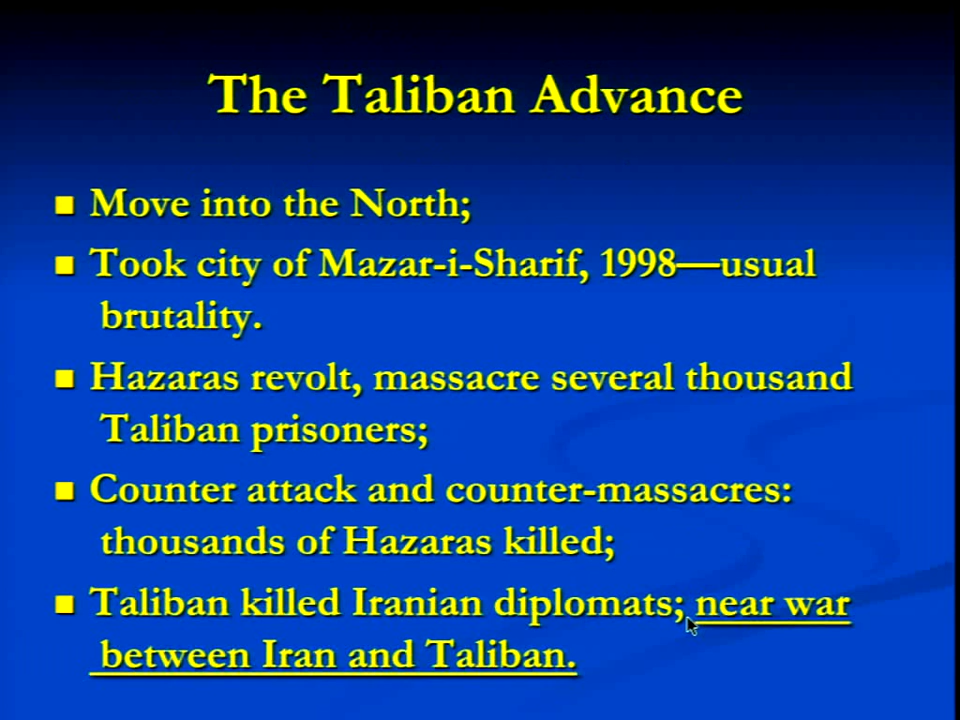 The Taliban Advance
Move into the North;
Took city of Mazar-i-Sharif, 1998—usual
brutality.
Hazaras revolt, massacre several thousand
Taliban prisoners;
Counter attack and counter-massacres:
thousands of Hazaras killed;
Taliban killed Iranian diplomats; near war
between Iran and Taliban.